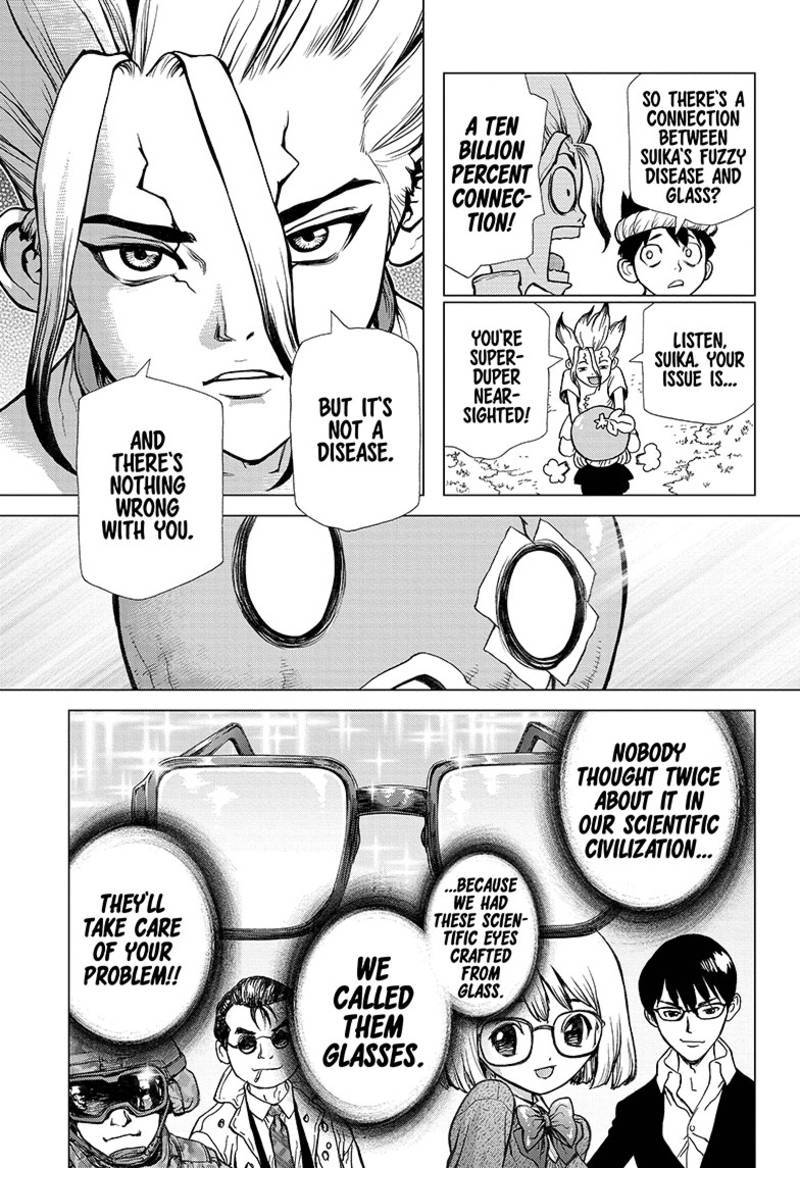 SO THERE'S A
CONNECTION
BETWEEN
SUIKA'S FUZZY
DISEASE AND
GLASS?
A TEN
BILLION
PERCENT
CONNEC-
TION!
LISTEN,
SUIKA. YOUR
ISSUE IS...
YOU'RE
SUPER-
DUPER
NEAR-
SIGHTED!
BUT IT'S
NOT A
DISEASE.
AND
THERE'S
NOTHING
WRONG
WITH YOU.
NOBODY
THOUGHT TWICE
ABOUT IT IN
OUR SCIENTIFIC
CIVILIZATION...
...BECAUSE
WE HAD
THESE SCIEN-
TIFIC EYES
CRAFTED
FROM
GLASS.
WE
CALLED
THEM
GLASSES.
THEY'LL
TAKE CARE
OF YOUR
PROBLEM!!